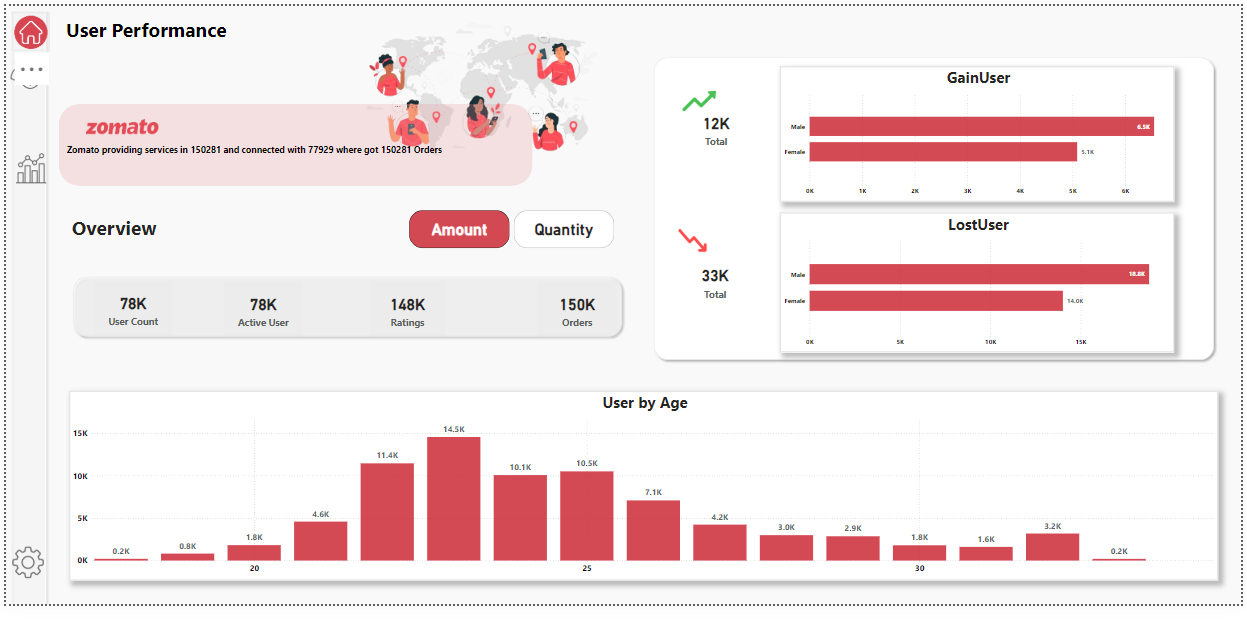 User Performance
zomato
Zomato providing services in 150281 and connected with 77929 where got 150281 Orders
Overview
Amount
Quantity
78K
User Count
78K
Active User
148K
Ratings
150K
Orders
12K
Total
GainUser
Male
6.5K
Female
5.1K
0K 1K 2K 3K 4K 5K 6K
33K
Total
LostUser
Male
18.8K
Female
14.0K
0K 5K 10K 15K
User by Age
15K
10K
5K
0K
0.2K 0.8K 1.8K 4.6K 11.4K 14.5K 10.1K 10.5K 7.1K 4.2K 3.0K 2.9K 1.8K 1.6K 3.2K 0.2K
20 25 30